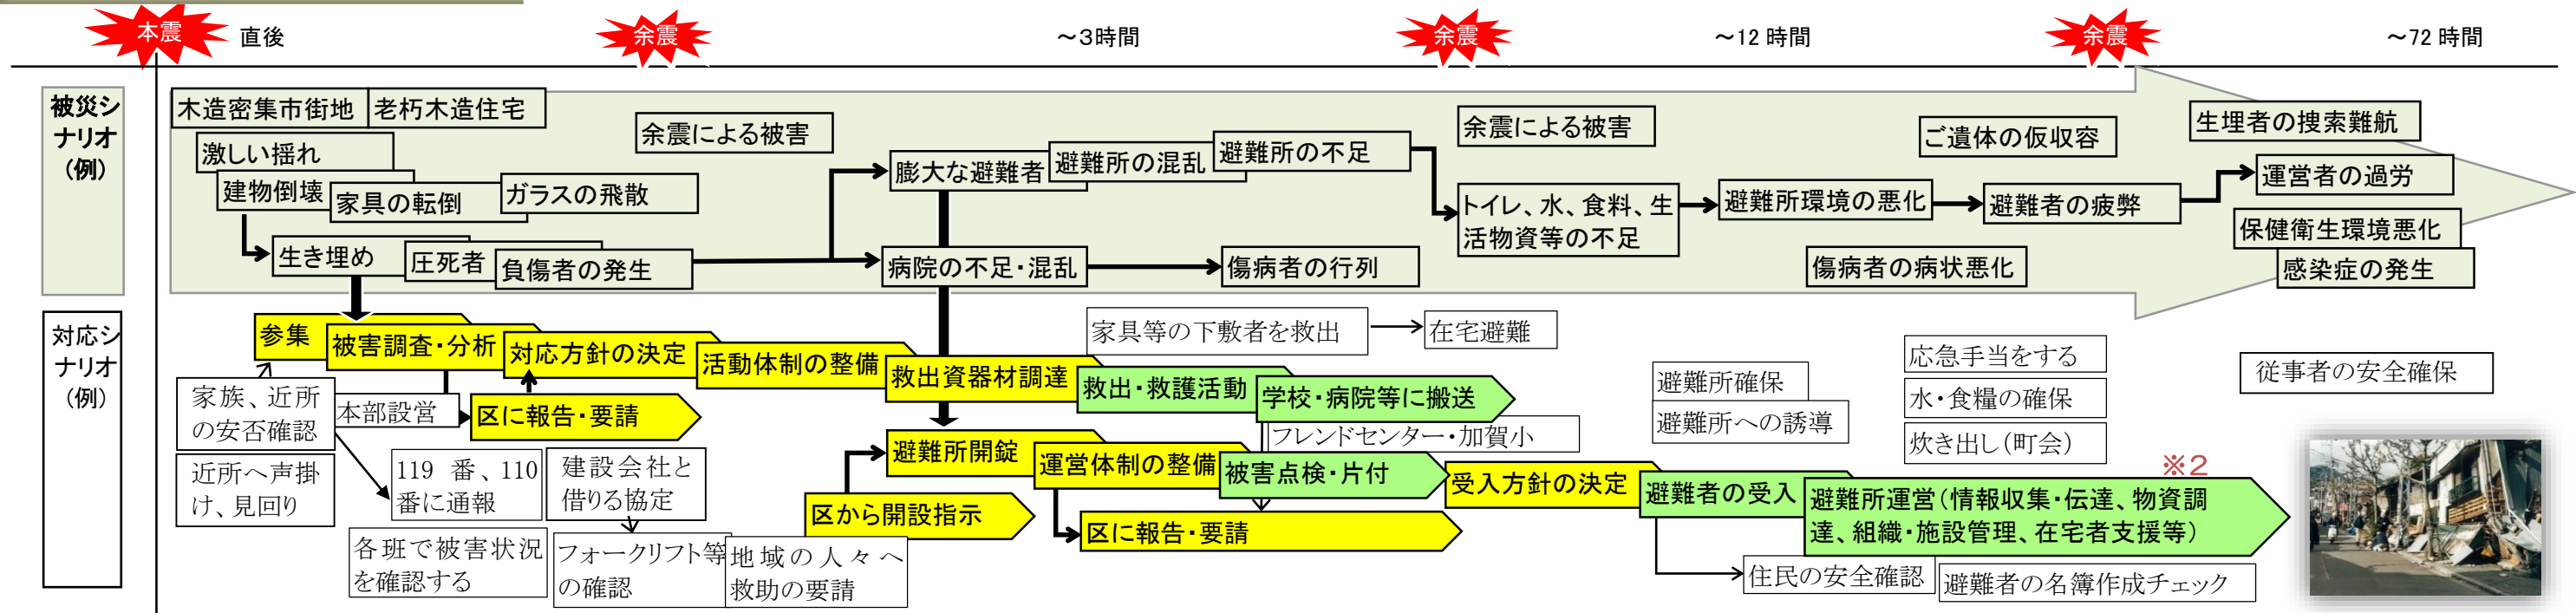 本震
直後
余震
～3時間
余震
～12 時間
余震
～72 時間
被災シ
ナリオ
(例)
木造密集市街地
老朽木造住宅
激しい揺れ
建物倒壊
家具の転倒
ガラスの飛散
生き埋め
圧死者
負傷者の発生
余震による被害
膨大な避難者
避難所の混乱
避難所の不足
病院の不足・混乱
傷病者の行列
余震による被害
トイレ、水、食料、生
活物資等の不足
避難所環境の悪化
ご遺体の仮収容
避難者の疲弊
傷病者の病状悪化
生埋者の捜索難航
運営者の過労
保健衛生環境悪化
感染症の発生
対応シ
ナリオ
(例)
参集
被害調査・分析
対応方針の決定
活動体制の整備
救出資器材調達
救出・救護活動
学校・病院等に搬送
家具等の下敷者を救出
在宅避難
家族、近所
の安否確認
本部設営
区に報告・要請
フレンドセンター・加賀小
近所へ声掛
け、見回り
119 番、110
番に通報
建設会社と
借りる協定
各班で被害状況
を確認する
フォークリフト等
の確認
地域の人々へ
救助の要請
区から開設指示
避難所開錠
運営体制の整備
被害点検・片付
区に報告・要請
受入方針の決定
避難者の受入
避難所運営(情報収集・伝達、物資調
達、組織・施設管理、在宅者支援等)
※2
避難所確保
避難所への誘導
応急手当をする
水・食糧の確保
炊き出し(町会)
従事者の安全確保
住民の安全確認
避難者の名簿作成チェック